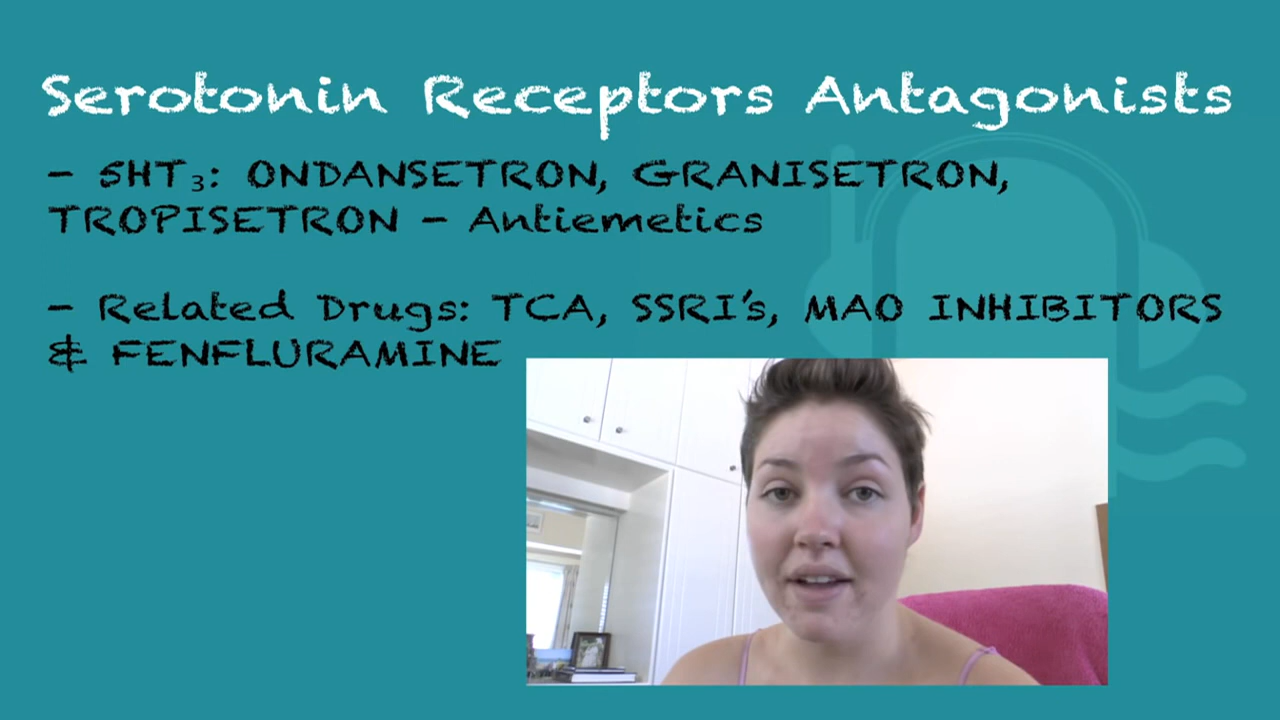 Serotonin Receptors Antagonists
- 5HT₃: ONDANSETRON, GRANISETRON,
TROPISETRON - Antiemetics
- Related Drugs: TCA, SSRI's, MAO INHIBITORS
& FENFLURAMINE